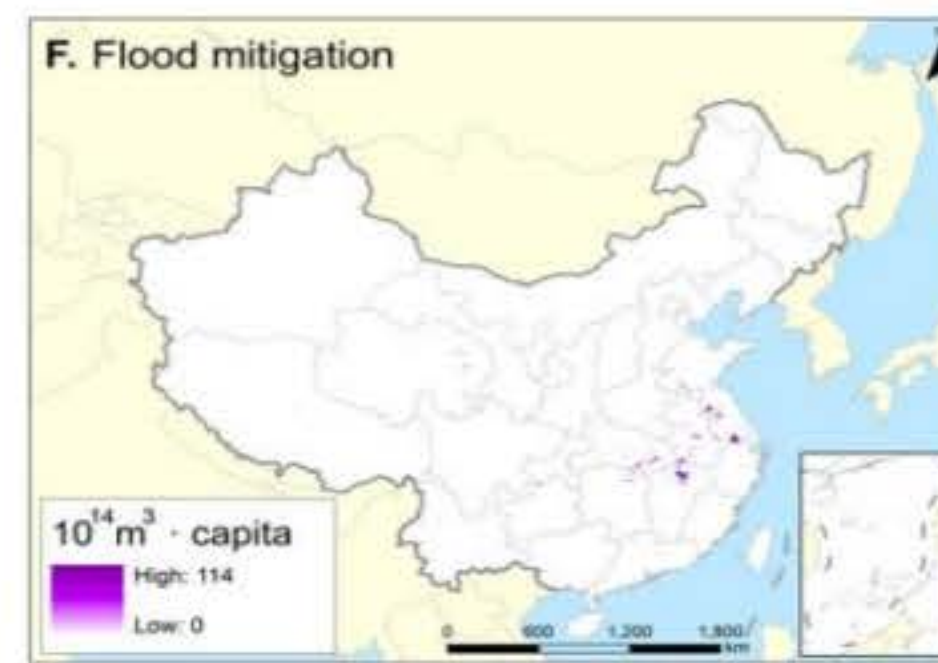 F. Flood mitigation
10¹⁴m³ · capita
High: 114
Low: 0
0 600 1,200 1,800
km